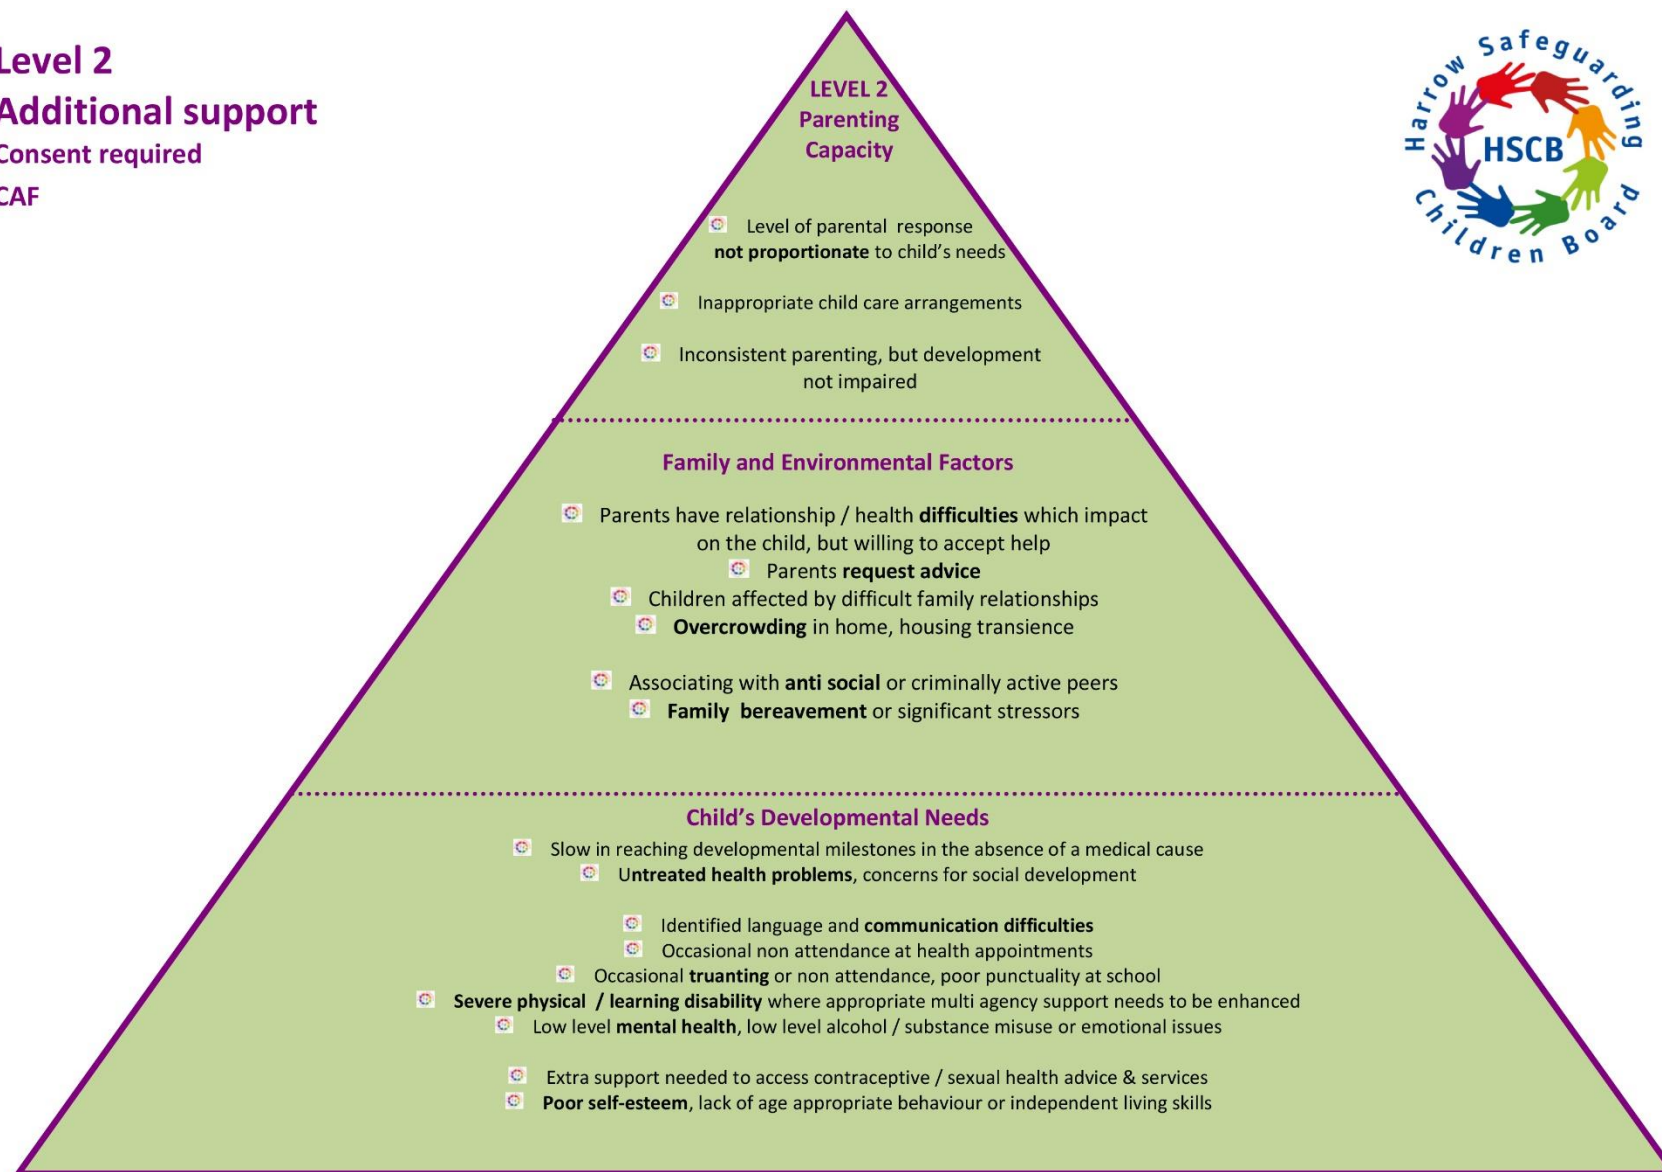 Level 2
Additional support
Consent required
CAF
Harrow Safeguarding
Children Board
HSCB
LEVEL 2
Parenting
Capacity
Level of parental response
not proportionate to child's needs
Inappropriate child care arrangements
Inconsistent parenting, but development
not impaired
Family and Environmental Factors
Parents have relationship / health difficulties which impact
on the child, but willing to accept help
Parents request advice
Children affected by difficult family relationships
Overcrowding in home, housing transience
Associating with anti social or criminally active peers
Family bereavement or significant stressors
Child's Developmental Needs
Slow in reaching developmental milestones in the absence of a medical cause
Untreated health problems, concerns for social development
Identified language and communication difficulties
Occasional non attendance at health appointments
Occasional truanting or non attendance, poor punctuality at school
Severe physical / learning disability where appropriate multi agency support needs to be enhanced
Low level mental health, low level alcohol / substance misuse or emotional issues
Extra support needed to access contraceptive / sexual health advice & services
Poor self-esteem, lack of age appropriate behaviour or independent living skills